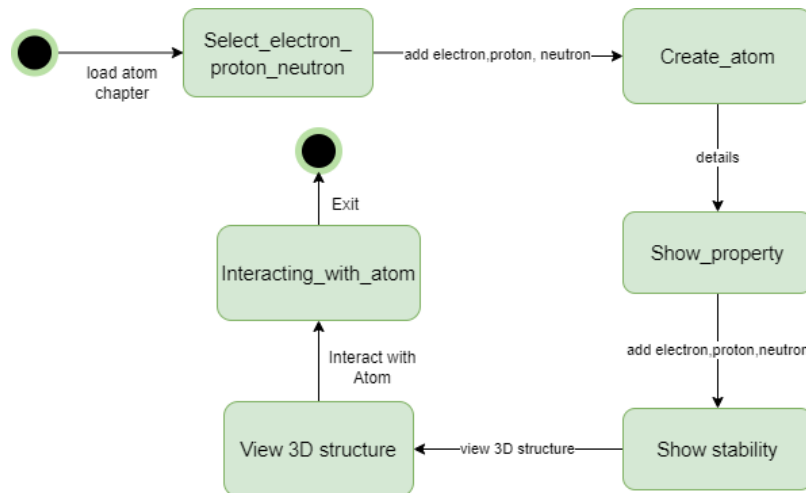 Select_electron_
proton_neutron
add electron,proton, neutron
Create_atom
load atom
chapter
details
Exit
Show_property
Interacting_with_atom
add electron,proton,neutron
Interact with
Atom
View 3D structure
view 3D structure
Show stability